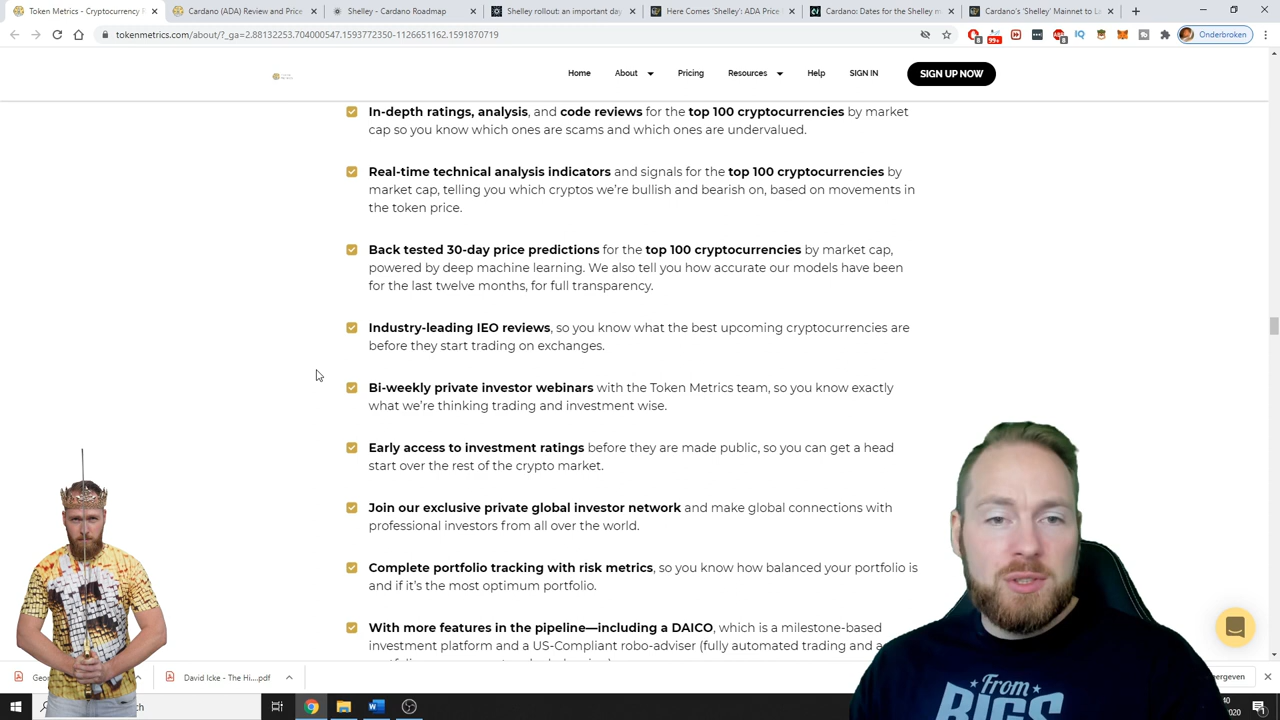 Token Metrics - Cryptocurrency F
Cardano (ADA) Review and Price
Shelley - Cardano Roadmap
Shelley rollout: an important day
Here Comes 'Shelley': ADA Price
Cardano: Dates for the Shelley m
Cardano's 'Shelley' Mainnet to L
tokenmetrics.com/about/?_ga=2.88132253.704000547.1593772350-1126651162.1591870719
99+
8
IQ
Onderbroken
Home
About
Pricing
Resources
Help
SIGN IN
SIGN UP NOW
In-depth ratings, analysis, and code reviews for the top 100 cryptocurrencies by market
cap so you know which ones are scams and which ones are undervalued.
Real-time technical analysis indicators and signals for the top 100 cryptocurrencies by
market cap, telling you which cryptos we're bullish and bearish on, based on movements in
the token price.
Back tested 30-day price predictions for the top 100 cryptocurrencies by market cap,
powered by deep machine learning. We also tell you how accurate our models have been
for the last twelve months, for full transparency.
Industry-leading IEO reviews, so you know what the best upcoming cryptocurrencies are
before they start trading on exchanges.
Bi-weekly private investor webinars with the Token Metrics team, so you know exactly
what we're thinking trading and investment wise.
Early access to investment ratings before they are made public, so you can get a head
start over the rest of the crypto market.
Join our exclusive private global investor network and make global connections with
professional investors from all over the world.
Complete portfolio tracking with risk metrics, so you know how balanced your portfolio is
and if it's the most optimum portfolio.
With more features in the pipeline—including a DAICO, which is a milestone-based
investment platform and a US-Compliant robo-adviser (fully automated trading and
Geor
David Icke - The Hi....pdf
ergeven
rch
40
2020
From
RIGS